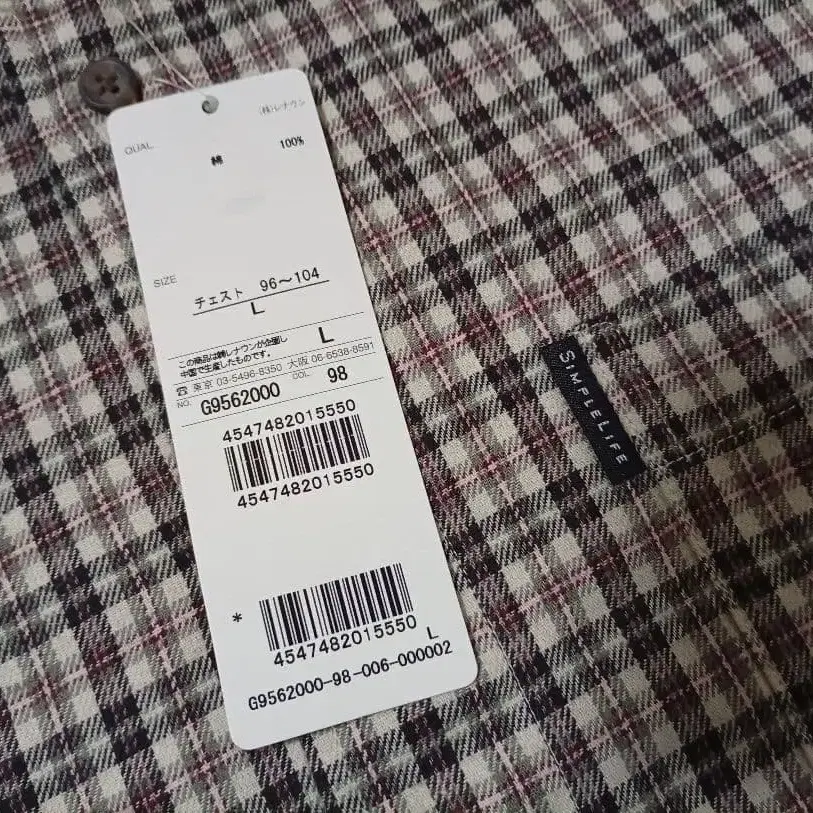 (株)レナウン
QUAL.
綿 100%
SIZE
チェスト 96～104
L
この商品は㈱レナウンが企画し
中国で生産したものです。
L
☎ 東京 03-5496-8350 大阪 06-6538-8591
NO. G9562000 COL 98
4547482015550
4547482015550
*
4547482015550
L
G9562000-98-006-000002
SIMPLELIFE